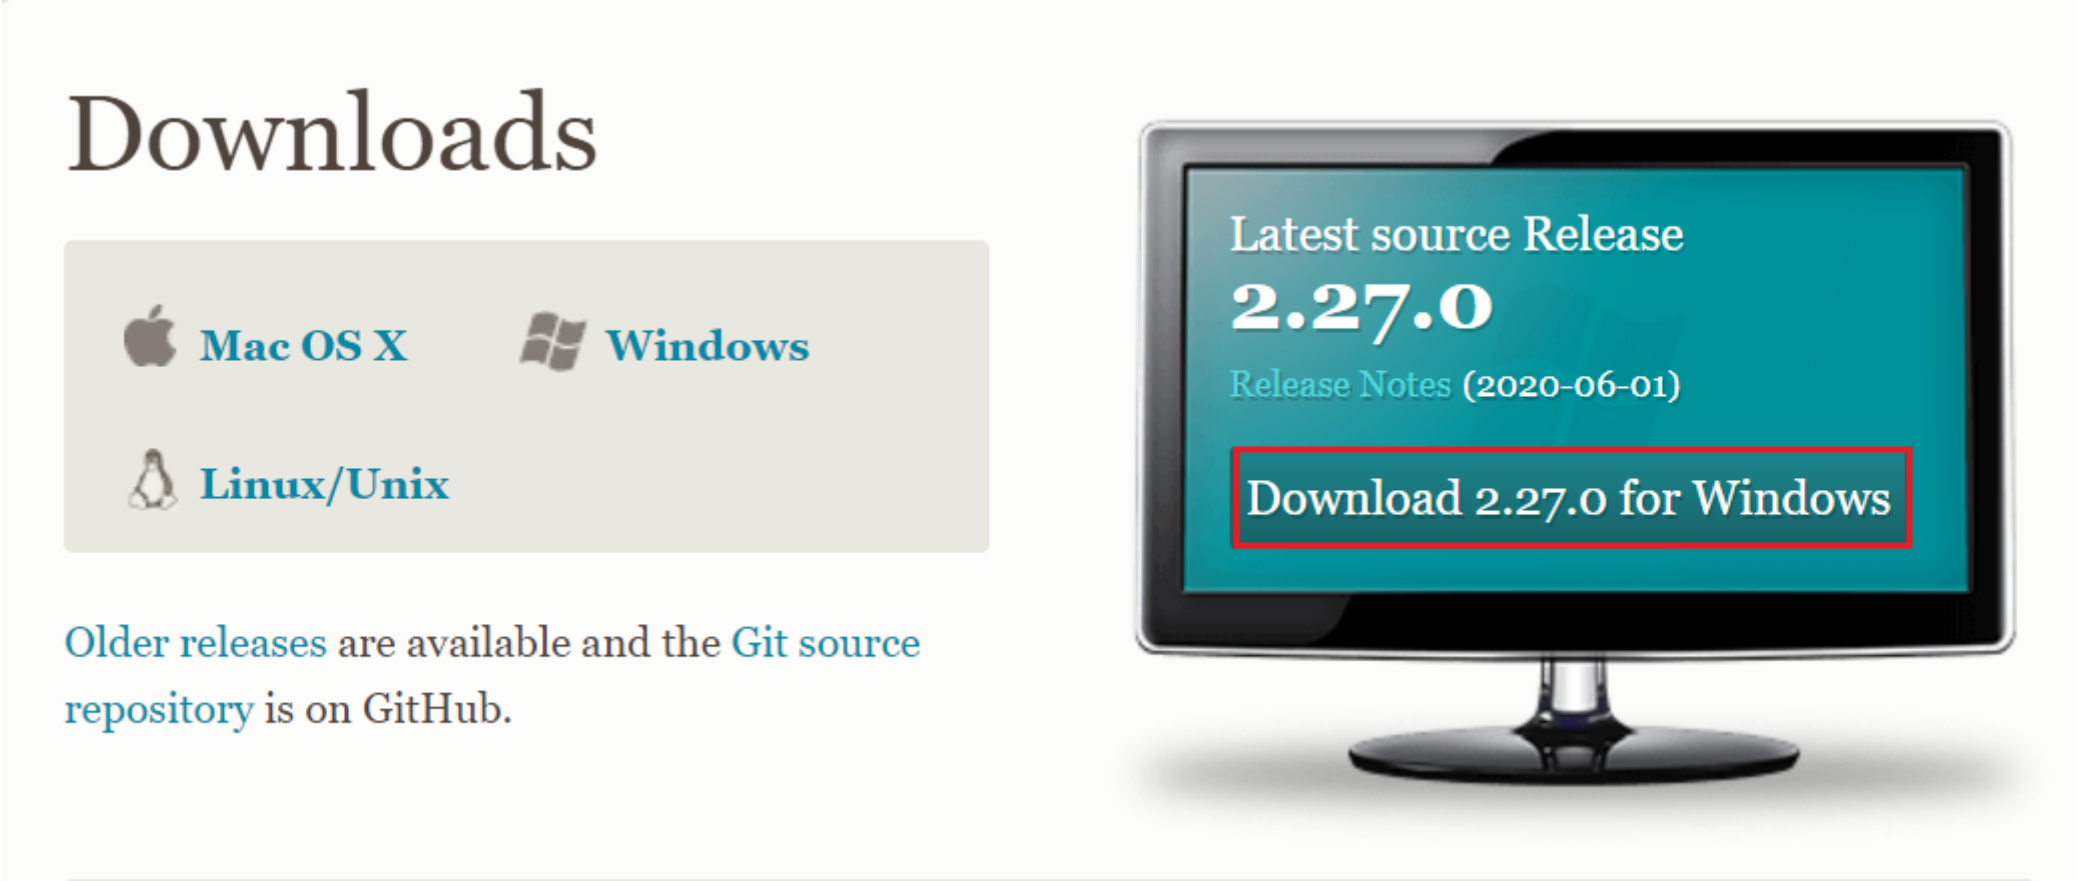 Downloads
Mac OS X
Windows
Linux/Unix
Older releases are available and the Git source
repository is on GitHub.
Latest source Release
2.27.0
Release Notes (2020-06-01)
Download 2.27.0 for Windows